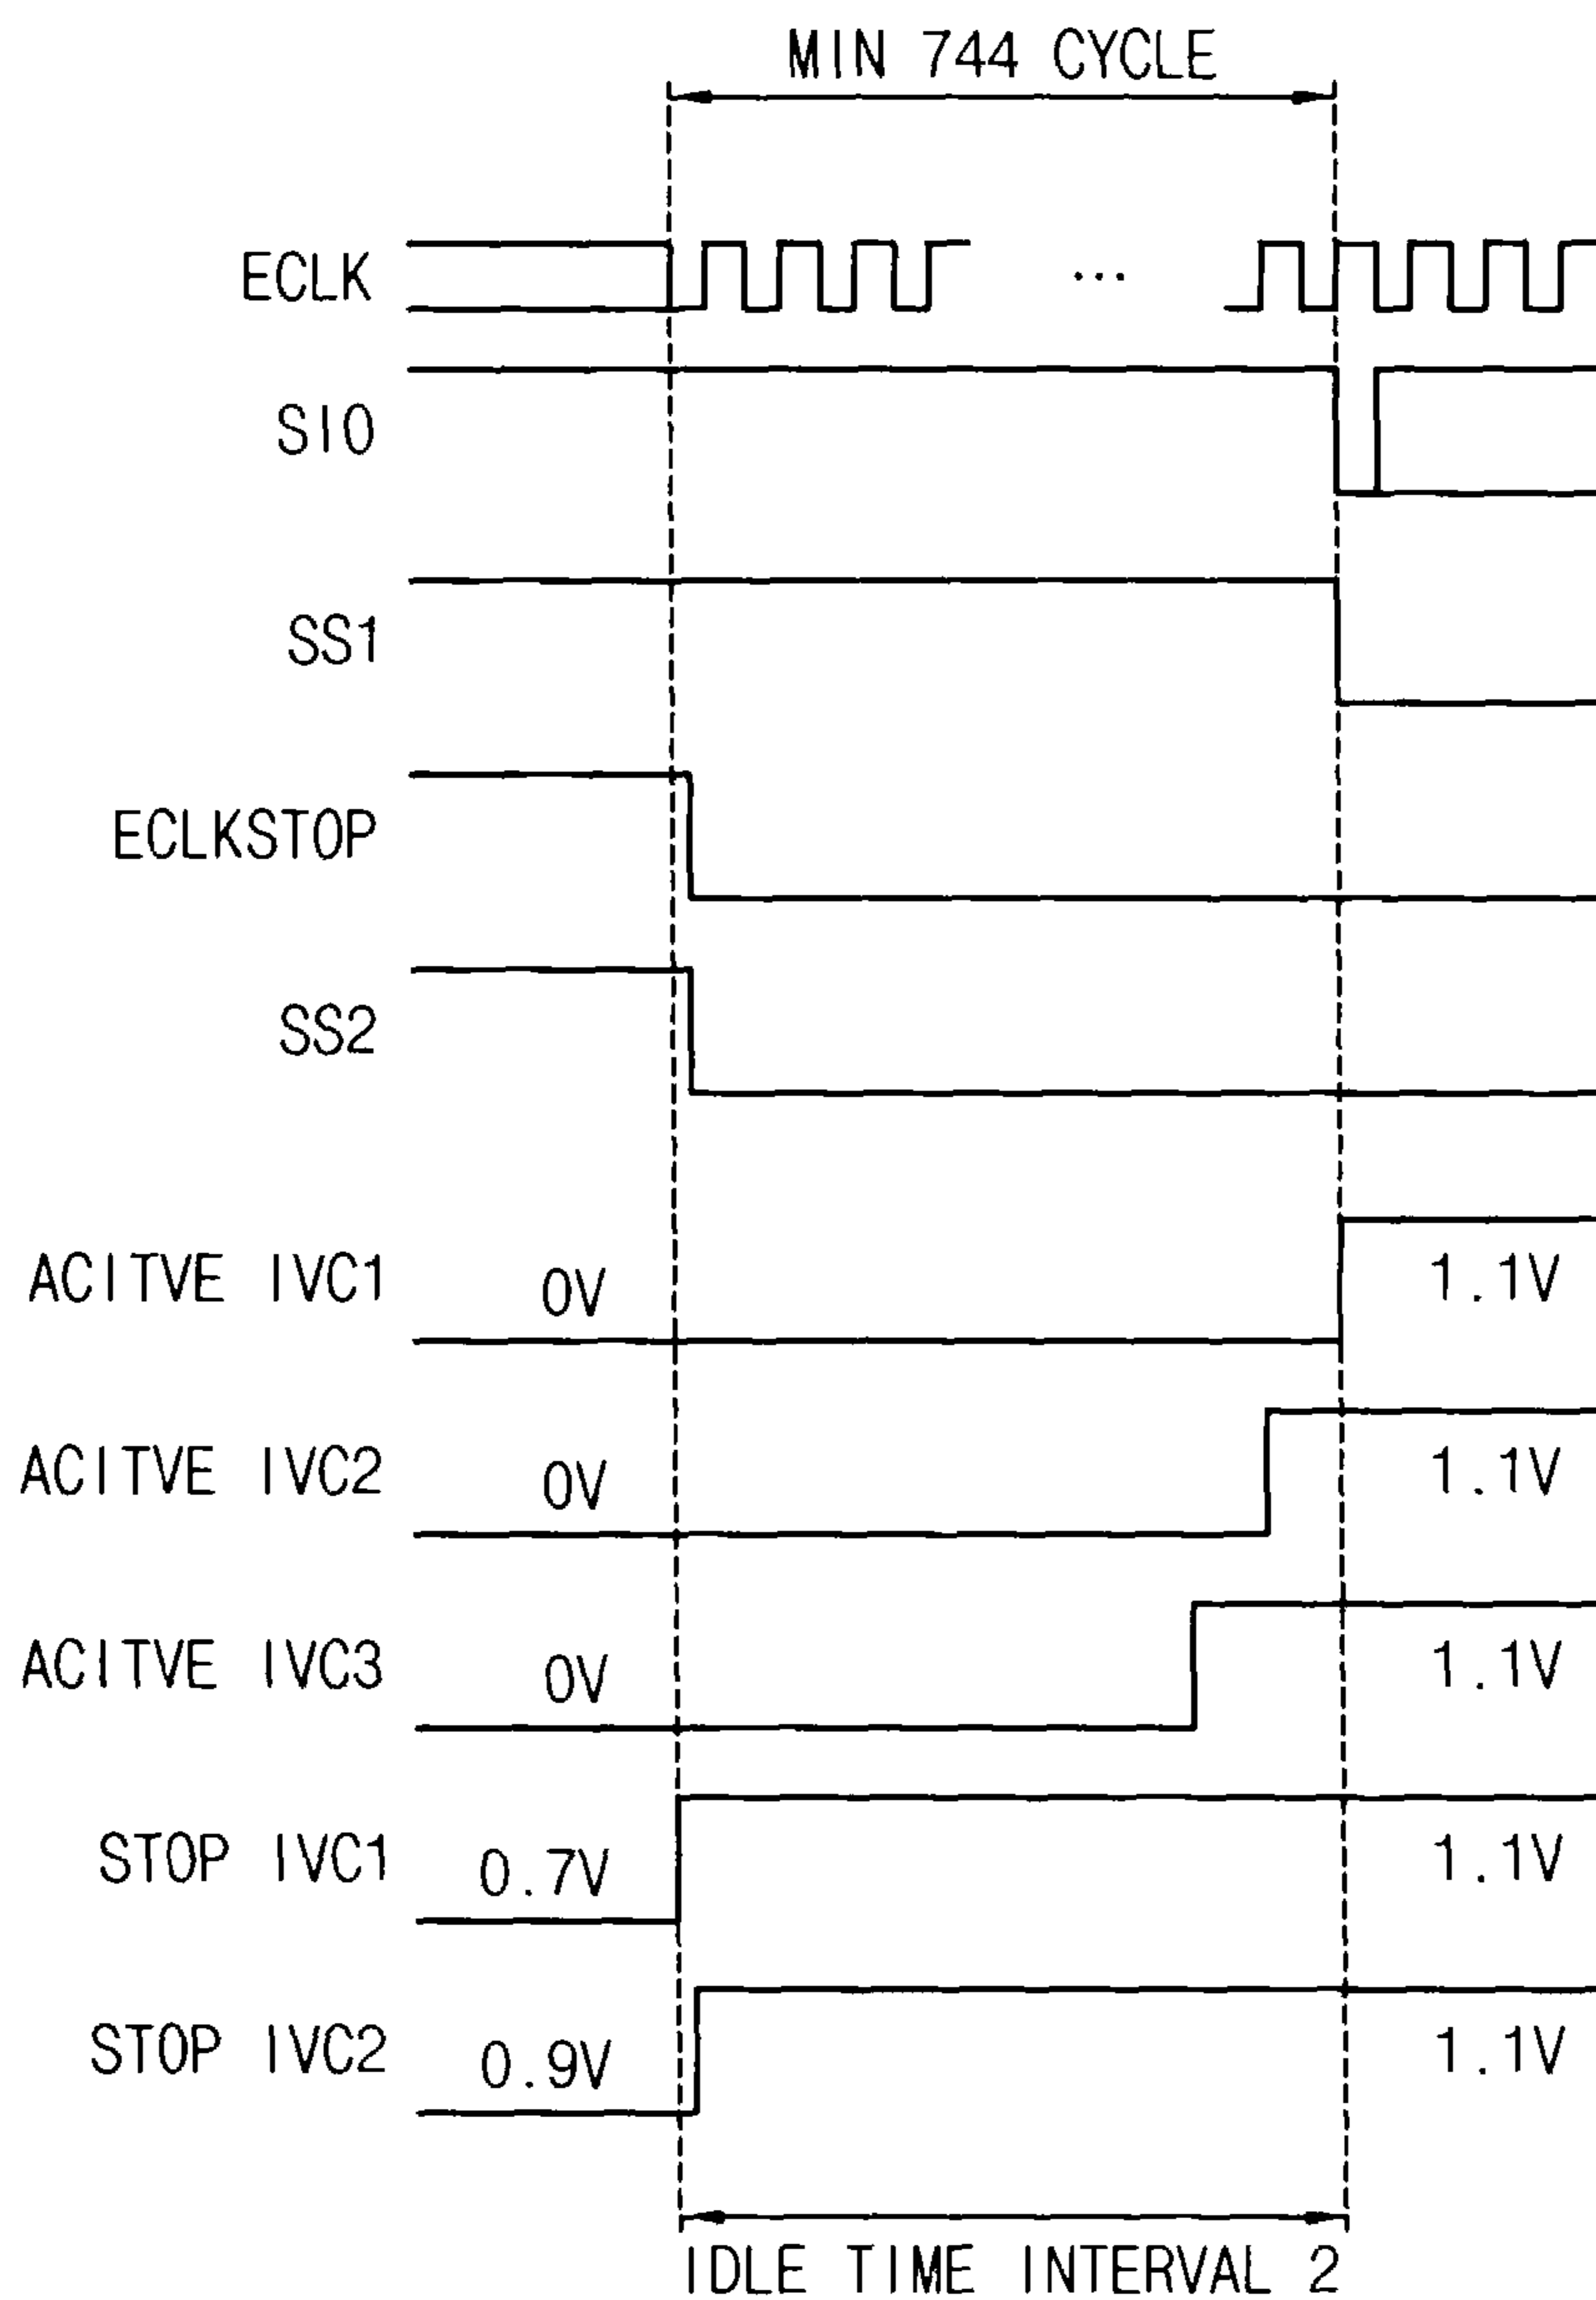 MIN 744 CYCLE
ECLK ...
SIO
SS1
ECLKSTOP
SS2
ACITVE IVC1 0V 1.1V
ACITVE IVC2 0V 1.1V
ACITVE IVC3 0V 1.1V
STOP IVC1 0.7V 1.1V
STOP IVC2 0.9V 1.1V
IDLE TIME INTERVAL 2